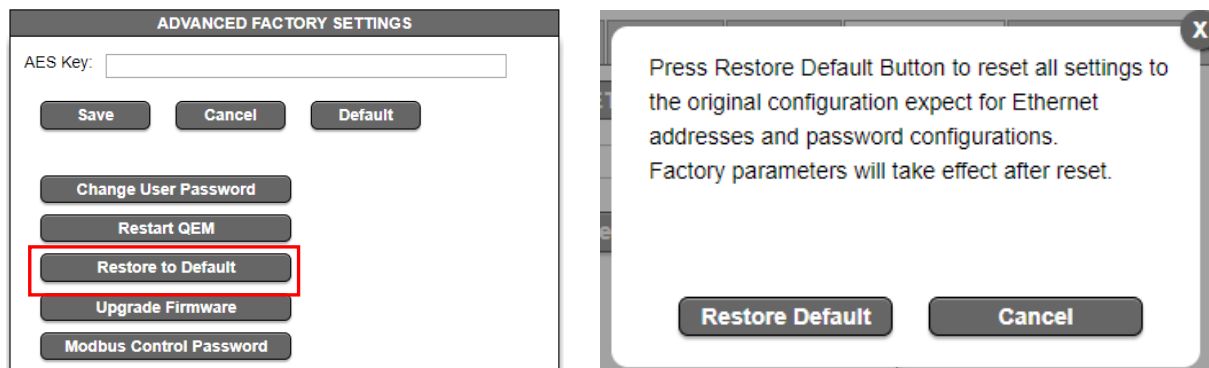 ADVANCED FACTORY SETTINGS
AES Key:
Save Cancel Default
Change User Password
Restart QEM
Restore to Default
Upgrade Firmware
Modbus Control Password
X
Press Restore Default Button to reset all settings to
the original configuration expect for Ethernet
addresses and password configurations.
Factory parameters will take effect after reset.
Restore Default Cancel